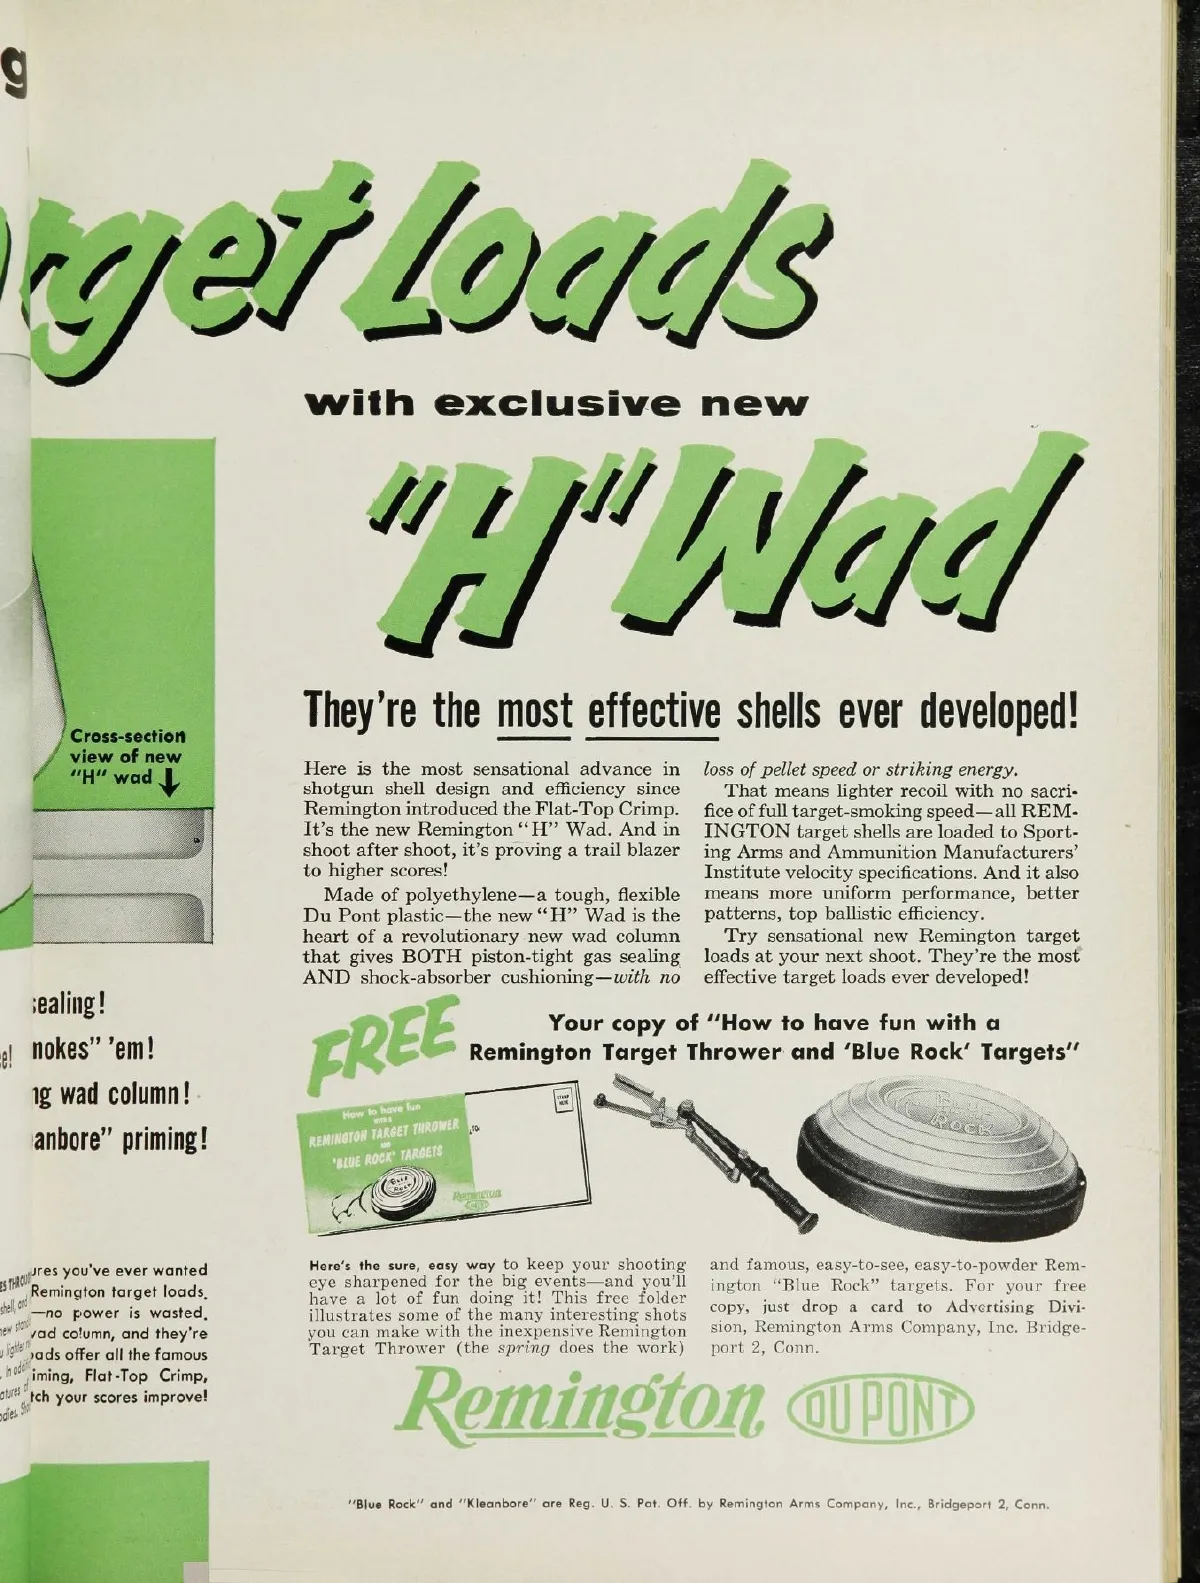 g
rget Loads
with exclusive new
"H" Wad
They're the most effective shells ever developed!
Cross-section
view of new
"H" wad
Here is the most sensational advance in
shotgun shell design and efficiency since
Remington introduced the Flat-Top Crimp.
It's the new Remington "H" Wad. And in
shoot after shoot, it's proving a trail blazer
to higher scores!
Made of polyethylene—a tough, flexible
Du Pont plastic—the new "H" Wad is the
heart of a revolutionary new wad column
that gives BOTH piston-tight gas sealing
AND shock-absorber cushioning—with no
loss of pellet speed or striking energy.
That means lighter recoil with no sacri-
fice of full target-smoking speed—all REM-
INGTON target shells are loaded to Sport-
ing Arms and Ammunition Manufacturers'
Institute velocity specifications. And it also
means more uniform performance, better
patterns, top ballistic efficiency.
Try sensational new Remington target
loads at your next shoot. They're the most
effective target loads ever developed!
sealing!
nokes" 'em!
ng wad column!
anbore" priming!
FREE
Your copy of "How to have fun with a
Remington Target Thrower and 'Blue Rock' Targets"
How to have fun
WITH A
REMINGTON TARGET THROWER
AND
'BLUE ROCK' TARGETS
BLUE
ROCK
Remington
DU PONT
TO
STAMP
HERE
BLUE
ROCK
ures you've ever wanted
Remington target loads.
—no power is wasted.
vad column, and they're
oads offer all the famous
iming, Flat-Top Crimp,
tch your scores improve!
Here's the sure, easy way to keep your shooting
eye sharpened for the big events—and you'll
have a lot of fun doing it! This free folder
illustrates some of the many interesting shots
you can make with the inexpensive Remington
Target Thrower (the spring does the work)
and famous, easy-to-see, easy-to-powder Rem-
ington "Blue Rock" targets. For your free
copy, just drop a card to Advertising Divi-
sion, Remington Arms Company, Inc. Bridge-
port 2, Conn.
Remington DU PONT
"Blue Rock" and "Kleanbore" are Reg. U. S. Pat. Off. by Remington Arms Company, Inc., Bridgeport 2, Conn.